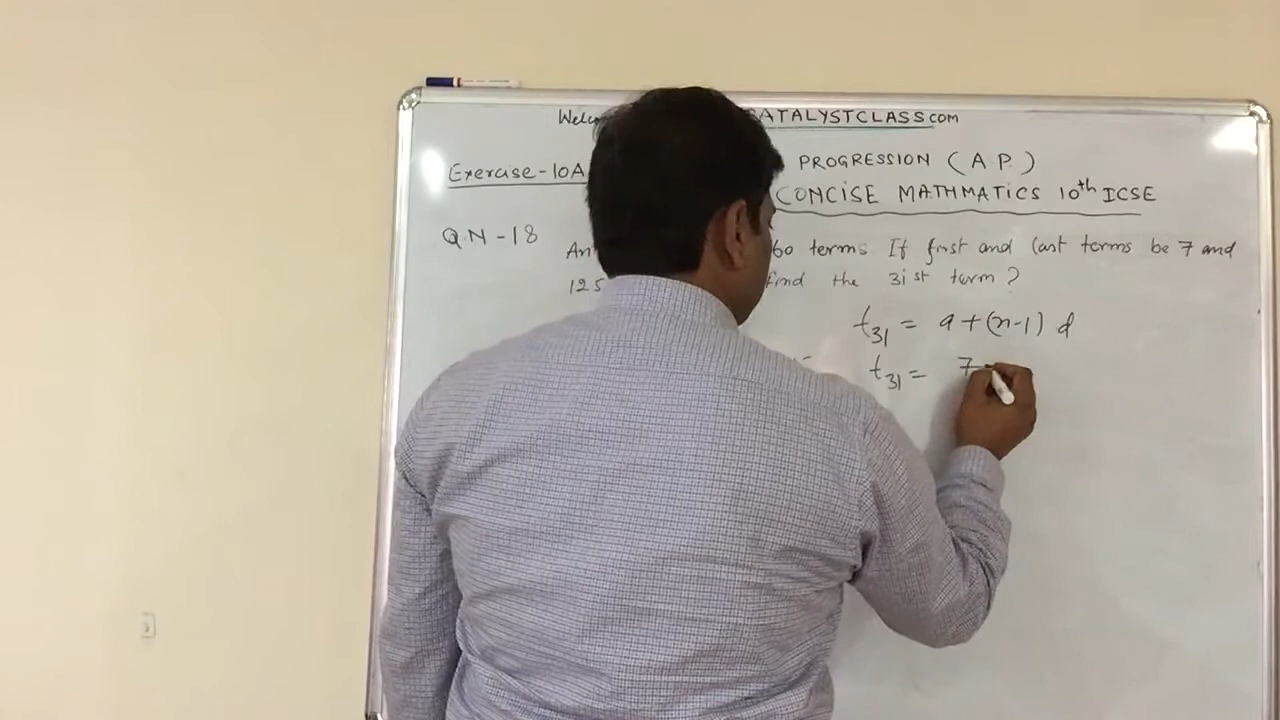 ATALYSTCLASS com
Exercise-10A PROGRESSION (A P.)
CONCISE MATHMATICS 10th ICSE
Q.N-18 An 60 terms. If first and last terms be 7 and
125 find the 31st term ?
t31 = a+(n-1) d
t31 = 7